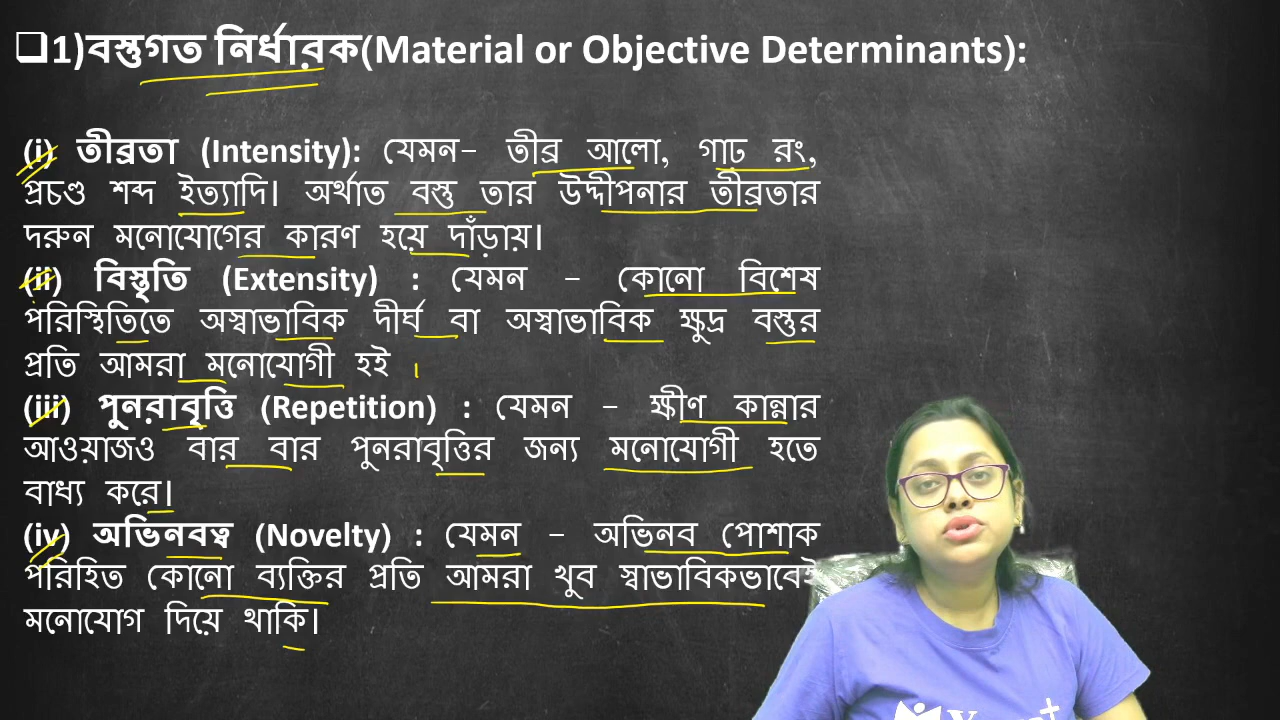 ❑1)বস্তুগত নির্ধারক(Material or Objective Determinants):
(i) তীব্রতা (Intensity): যেমন– তীব্র আলো, গাঢ় রং,
প্রচণ্ড শব্দ ইত্যাদি। অর্থাত বস্তু তার উদ্দীপনার তীব্রতার
দরুন মনোযোগের কারণ হয়ে দাঁড়ায়।
(ii) বিস্তৃতি (Extensity) : যেমন – কোনো বিশেষ
পরিস্থিতিতে অস্বাভাবিক দীর্ঘ বা অস্বাভাবিক ক্ষুদ্র বস্তুর
প্রতি আমরা মনোযোগী হই ।
(iii) পুনরাবৃত্তি (Repetition) : যেমন – ক্ষীণ কান্নার
আওয়াজও বার বার পুনরাবৃত্তির জন্য মনোযোগী হতে
বাধ্য করে।
(iv) অভিনবত্ব (Novelty) : যেমন – অভিনব পোশাক
পরিহিত কোনো ব্যক্তির প্রতি আমরা খুব স্বাভাবিকভাবেই
মনোযোগ দিয়ে থাকি।